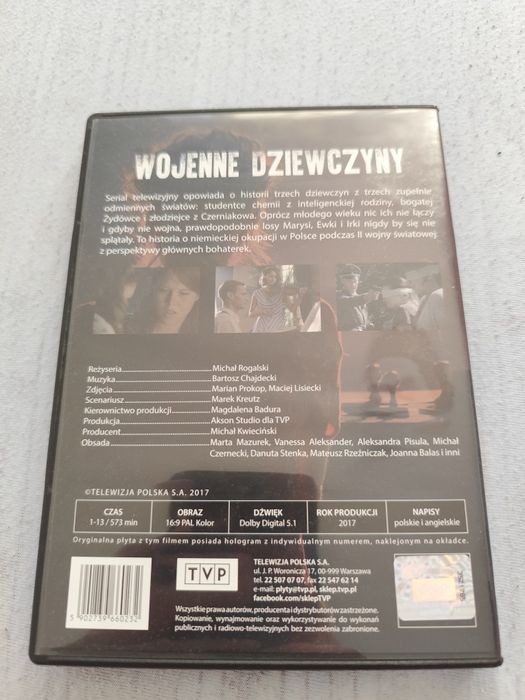 WOJENNE DZIEWCZYNY
Serial telewizyjny opowiada o historii trzech dziewczyn z trzech zupełnie
odmiennych światów: studentce chemii z inteligenckiej rodziny, bogatej
Żydówce i złodziejce z Czerniakowa. Oprócz młodego wieku nic ich nie łączy
i gdyby nie wojna, prawdopodobnie losy Marysi, Ewki i Irki nigdy by się nie
splątały. To historia o niemieckiej okupacji w Polsce podczas II wojny światowej
z perspektywy głównych bohaterek.
Reżyseria Michał Rogalski
Muzyka Bartosz Chajdecki
Zdjęcia Marian Prokop, Maciej Lisiecki
Scenariusz Marek Kreutz
Kierownictwo produkcji Magdalena Badura
Produkcja Akson Studio dla TVP
Producent Michał Kwieciński
Obsada Marta Mazurek, Vanessa Aleksander, Aleksandra Pisula, Michał
Czernecki, Danuta Stenka, Mateusz Rzeźniczak, Joanna Balas i inni
©TELEWIZJA POLSKA S.A. 2017
CZAS OBRAZ DŹWIĘK ROK PRODUKCJI NAPISY
1-13 / 573 min 16:9 PAL Kolor Dolby Digital 5.1 2017 polskie i angielskie
Oryginalna płyta z tym filmem posiada hologram z indywidualnym numerem, naklejonym na okładce.
TVP
TELEWIZJA POLSKA S.A.
ul. J. P. Woronicza 17, 00-999 Warszawa
tel. 22 507 07 07, fax 22 547 62 14
e-mail: plyty@tvp.pl, sklep.tvp.pl
facebook.com/sklepTVP
5 902739 660232
Wszystkie prawa autorów, producenta i dystrybutorów zastrzeżone.
Kopiowanie, wynajmowanie oraz wykorzystywanie do wykonań
publicznych i radiowo-telewizyjnych bez zezwolenia zabronione.